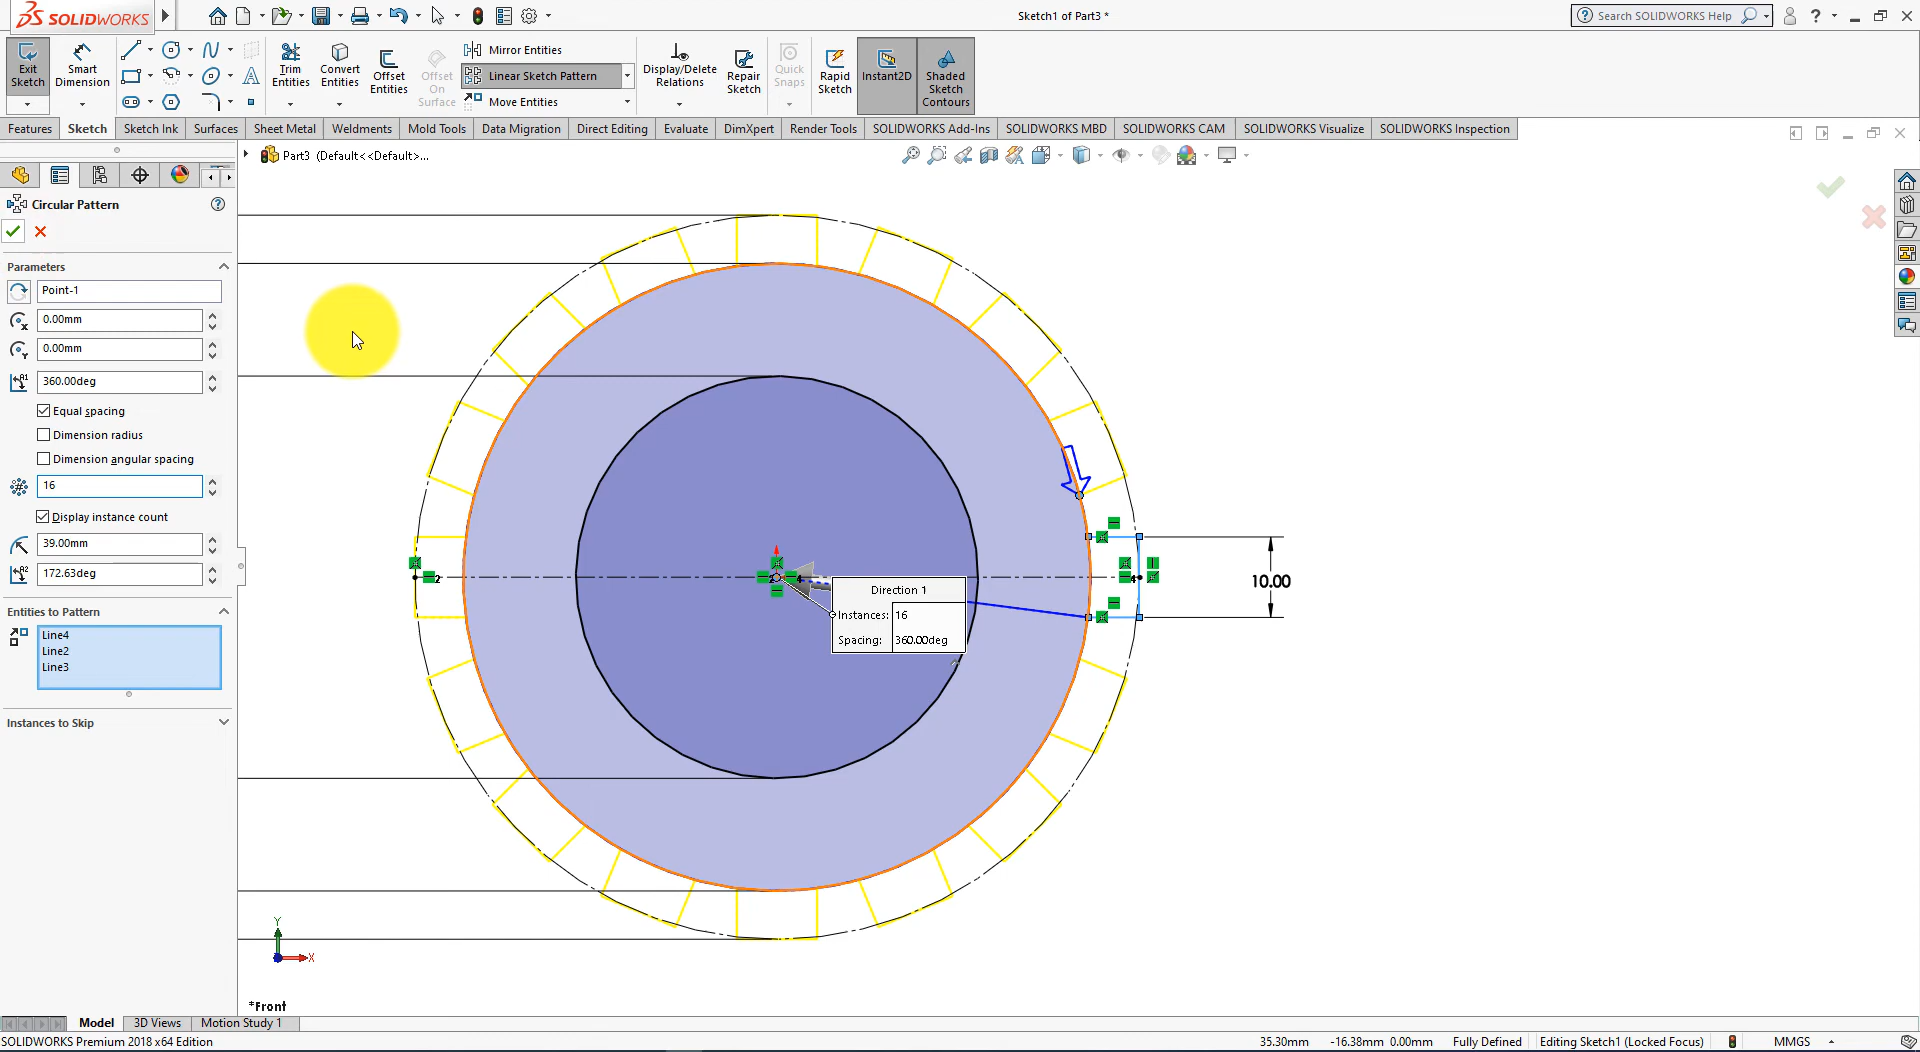 SOLIDWORKS
Sketch1 of Part3 *
Search SOLIDWORKS Help
Exit Sketch
Smart Dimension
Trim Entities
Convert Entities
Offset Entities
Offset On Surface
Mirror Entities
Linear Sketch Pattern
Move Entities
Display/Delete Relations
Repair Sketch
Quick Snaps
Rapid Sketch
Instant2D
Shaded Sketch Contours
Features
Sketch
Sketch Ink
Surfaces
Sheet Metal
Weldments
Mold Tools
Data Migration
Direct Editing
Evaluate
DimXpert
Render Tools
SOLIDWORKS Add-Ins
SOLIDWORKS MBD
SOLIDWORKS CAM
SOLIDWORKS Visualize
SOLIDWORKS Inspection
Part3 (Default<<Default>...
Circular Pattern
Parameters
Point-1
0.00mm
0.00mm
360.00deg
Equal spacing
Dimension radius
Dimension angular spacing
16
Display instance count
39.00mm
172.63deg
Entities to Pattern
Line4
Line2
Line3
Instances to Skip
Direction 1
Instances: 16
Spacing: 360.00deg
10.00
Y
X
*Front
Model
3D Views
Motion Study 1
SOLIDWORKS Premium 2018 x64 Edition
35.30mm
-16.38mm 0.00mm
Fully Defined
Editing Sketch1 (Locked Focus)
MMGS